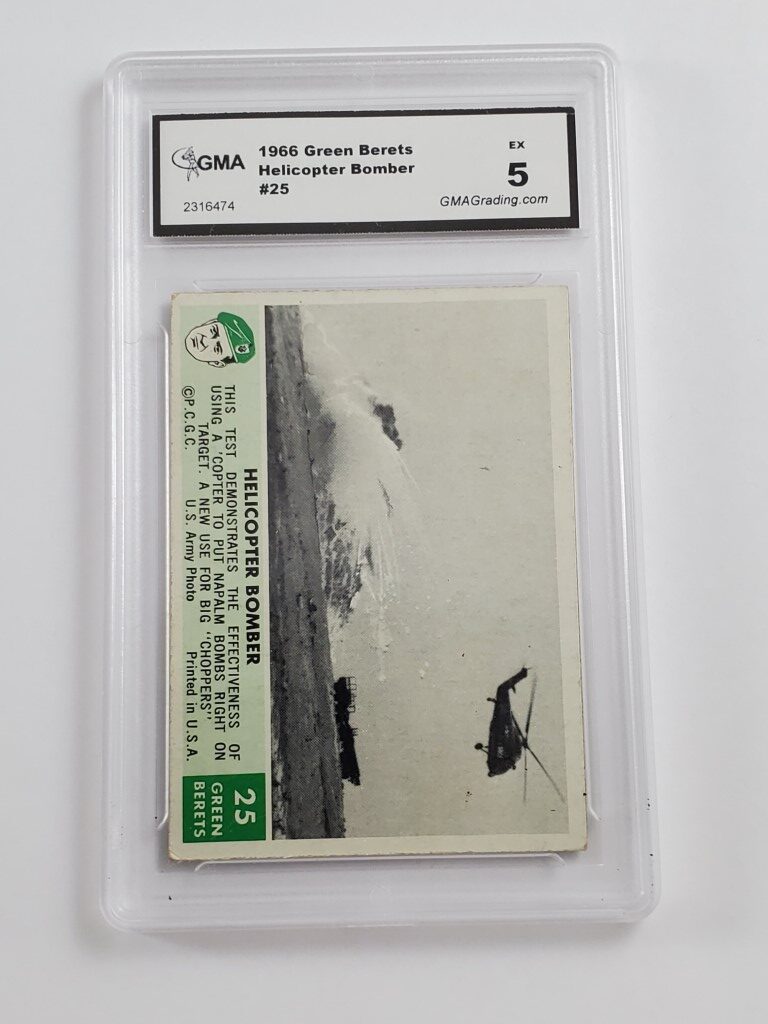 GMA
2316474
1966 Green Berets
Helicopter Bomber
#25
EX
5
GMAGrading.com
HELICOPTER BOMBER
THIS TEST DEMONSTRATES THE EFFECTIVENESS OF
USING A 'COPTER TO PUT NAPALM BOMBS RIGHT ON
TARGET. A NEW USE FOR BIG "CHOPPERS".
©P.C.G.C. U.S. Army Photo Printed in U.S.A.
25
GREEN
BERETS